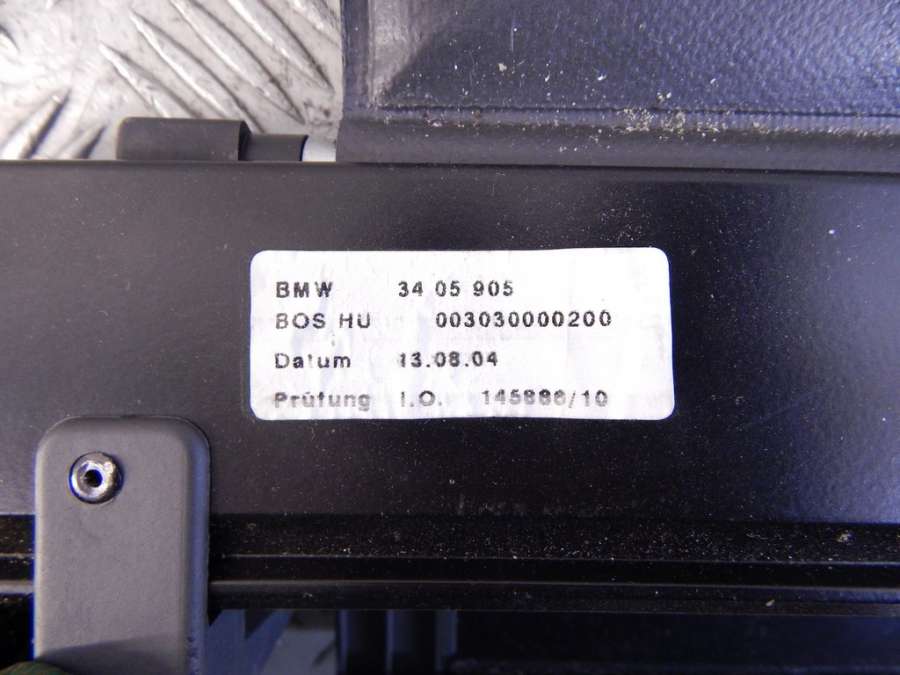 BMW 34 05 905
BOS HU 003030000200
Datum 13.08.04
Prüfung I.O. 145886/10